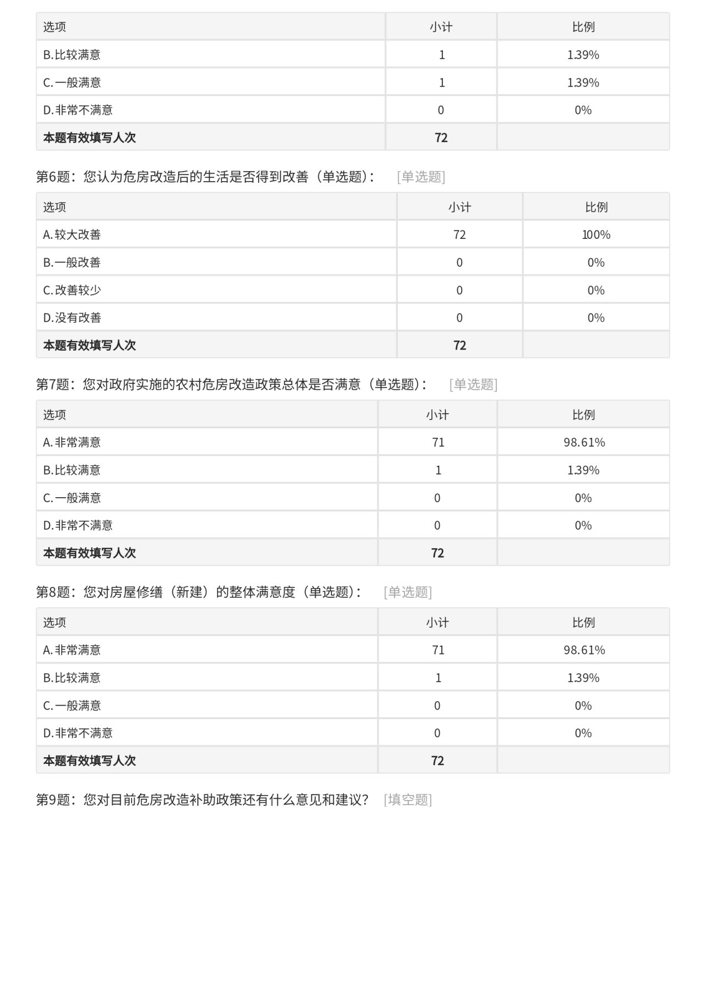 选项 小计 比例
B.比较满意 1 1.39%
C.一般满意 1 1.39%
D.非常不满意 0 0%
本题有效填写人次 72
第6题：您认为危房改造后的生活是否得到改善（单选题）： [单选题]
选项 小计 比例
A.较大改善 72 100%
B.一般改善 0 0%
C.改善较少 0 0%
D.没有改善 0 0%
本题有效填写人次 72
第7题：您对政府实施的农村危房改造政策总体是否满意（单选题）： [单选题]
选项 小计 比例
A.非常满意 71 98.61%
B.比较满意 1 1.39%
C.一般满意 0 0%
D.非常不满意 0 0%
本题有效填写人次 72
第8题：您对房屋修缮（新建）的整体满意度（单选题）： [单选题]
选项 小计 比例
A.非常满意 71 98.61%
B.比较满意 1 1.39%
C.一般满意 0 0%
D.非常不满意 0 0%
本题有效填写人次 72
第9题：您对目前危房改造补助政策还有什么意见和建议？ [填空题]